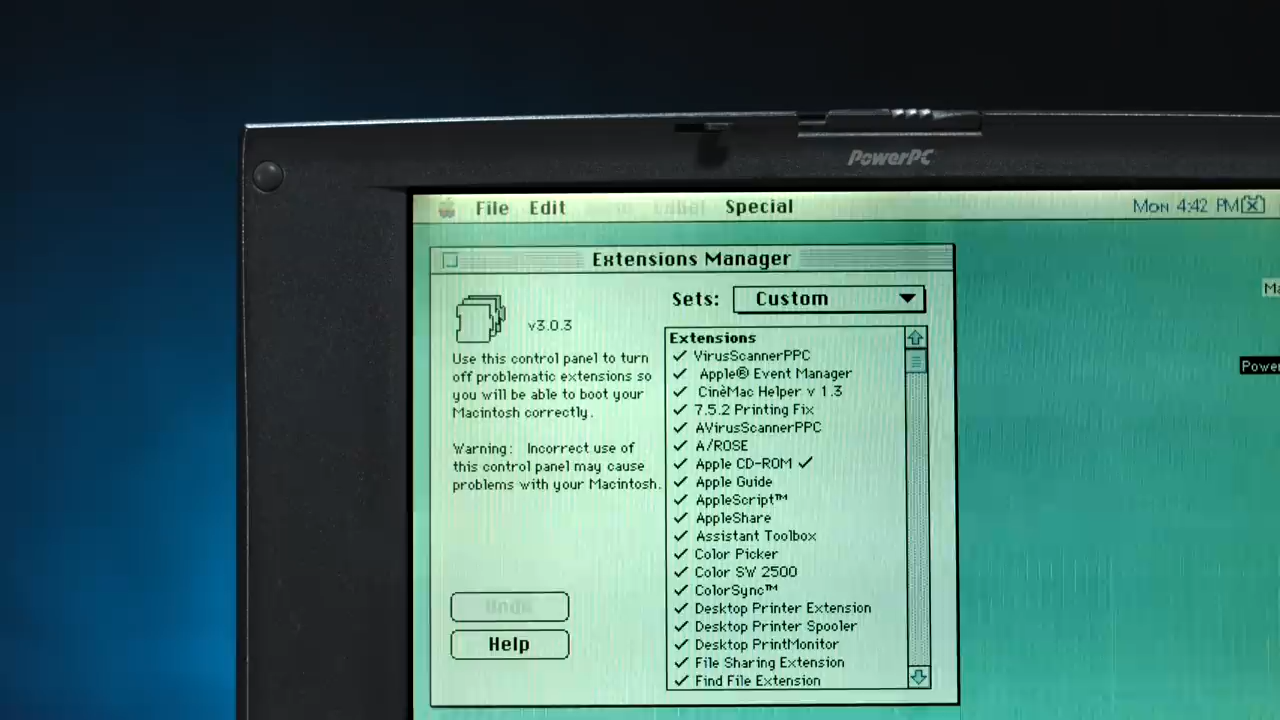 PowerPC
File Edit Label Special Mon 4:42 PM
Extensions Manager
Sets: Custom
v3.0.3
Use this control panel to turn
off problematic extensions so
you will be able to boot your
Macintosh correctly.
Warning: Incorrect use of
this control panel may cause
problems with your Macintosh.
Undo
Help
Extensions
✓ VirusScannerPPC
✓ Apple® Event Manager
✓ CinèMac Helper v 1.3
✓ 7.5.2 Printing Fix
✓ AVirusScannerPPC
✓ A/ROSE
✓ Apple CD-ROM ✓
✓ Apple Guide
✓ AppleScript™
✓ AppleShare
✓ Assistant Toolbox
✓ Color Picker
✓ Color SW 2500
✓ ColorSync™
✓ Desktop Printer Extension
✓ Desktop Printer Spooler
✓ Desktop PrintMonitor
✓ File Sharing Extension
✓ Find File Extension
Ma
Power